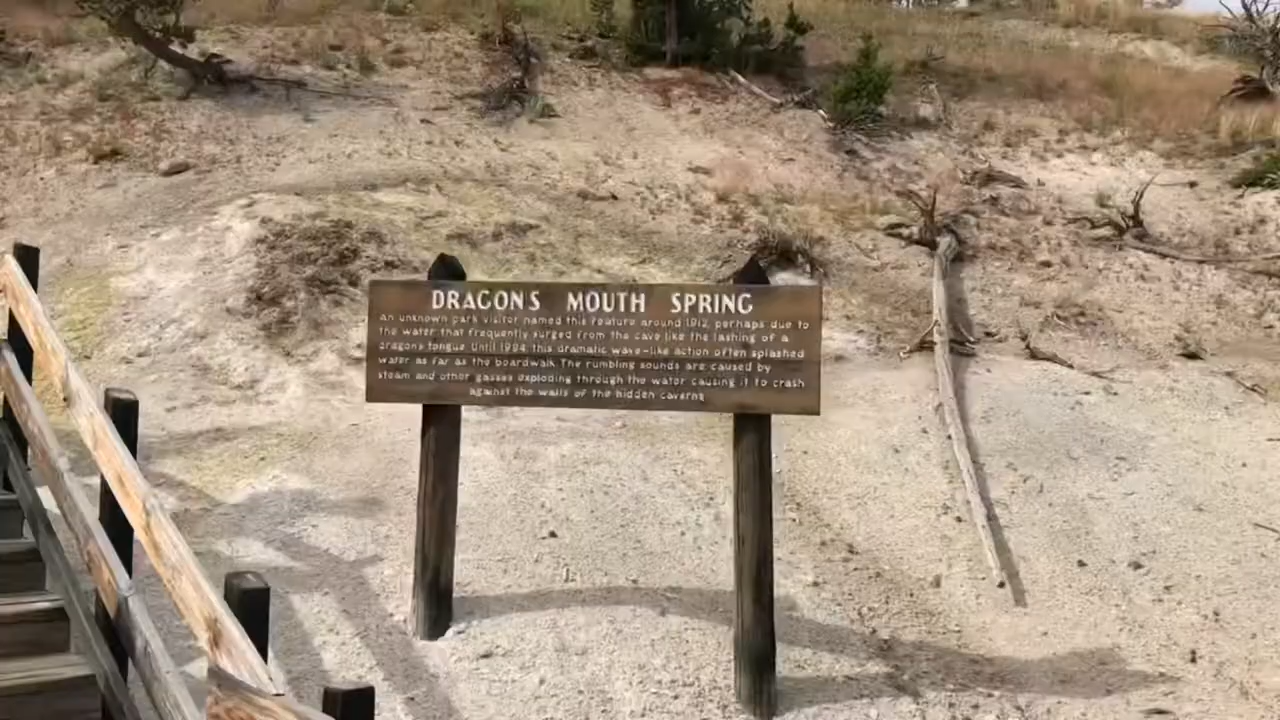 DRAGON'S MOUTH SPRING
An unknown park visitor named this feature around 1912, perhaps due to
the water that frequently surged from the cave like the lashing of a
dragons tongue Until 1994, this dramatic wave-like action often splashed
water as far as the boardwalk The rumbling sounds are caused by
steam and other gasses exploding through the water causing it to crash
against the walls of the hidden caverns